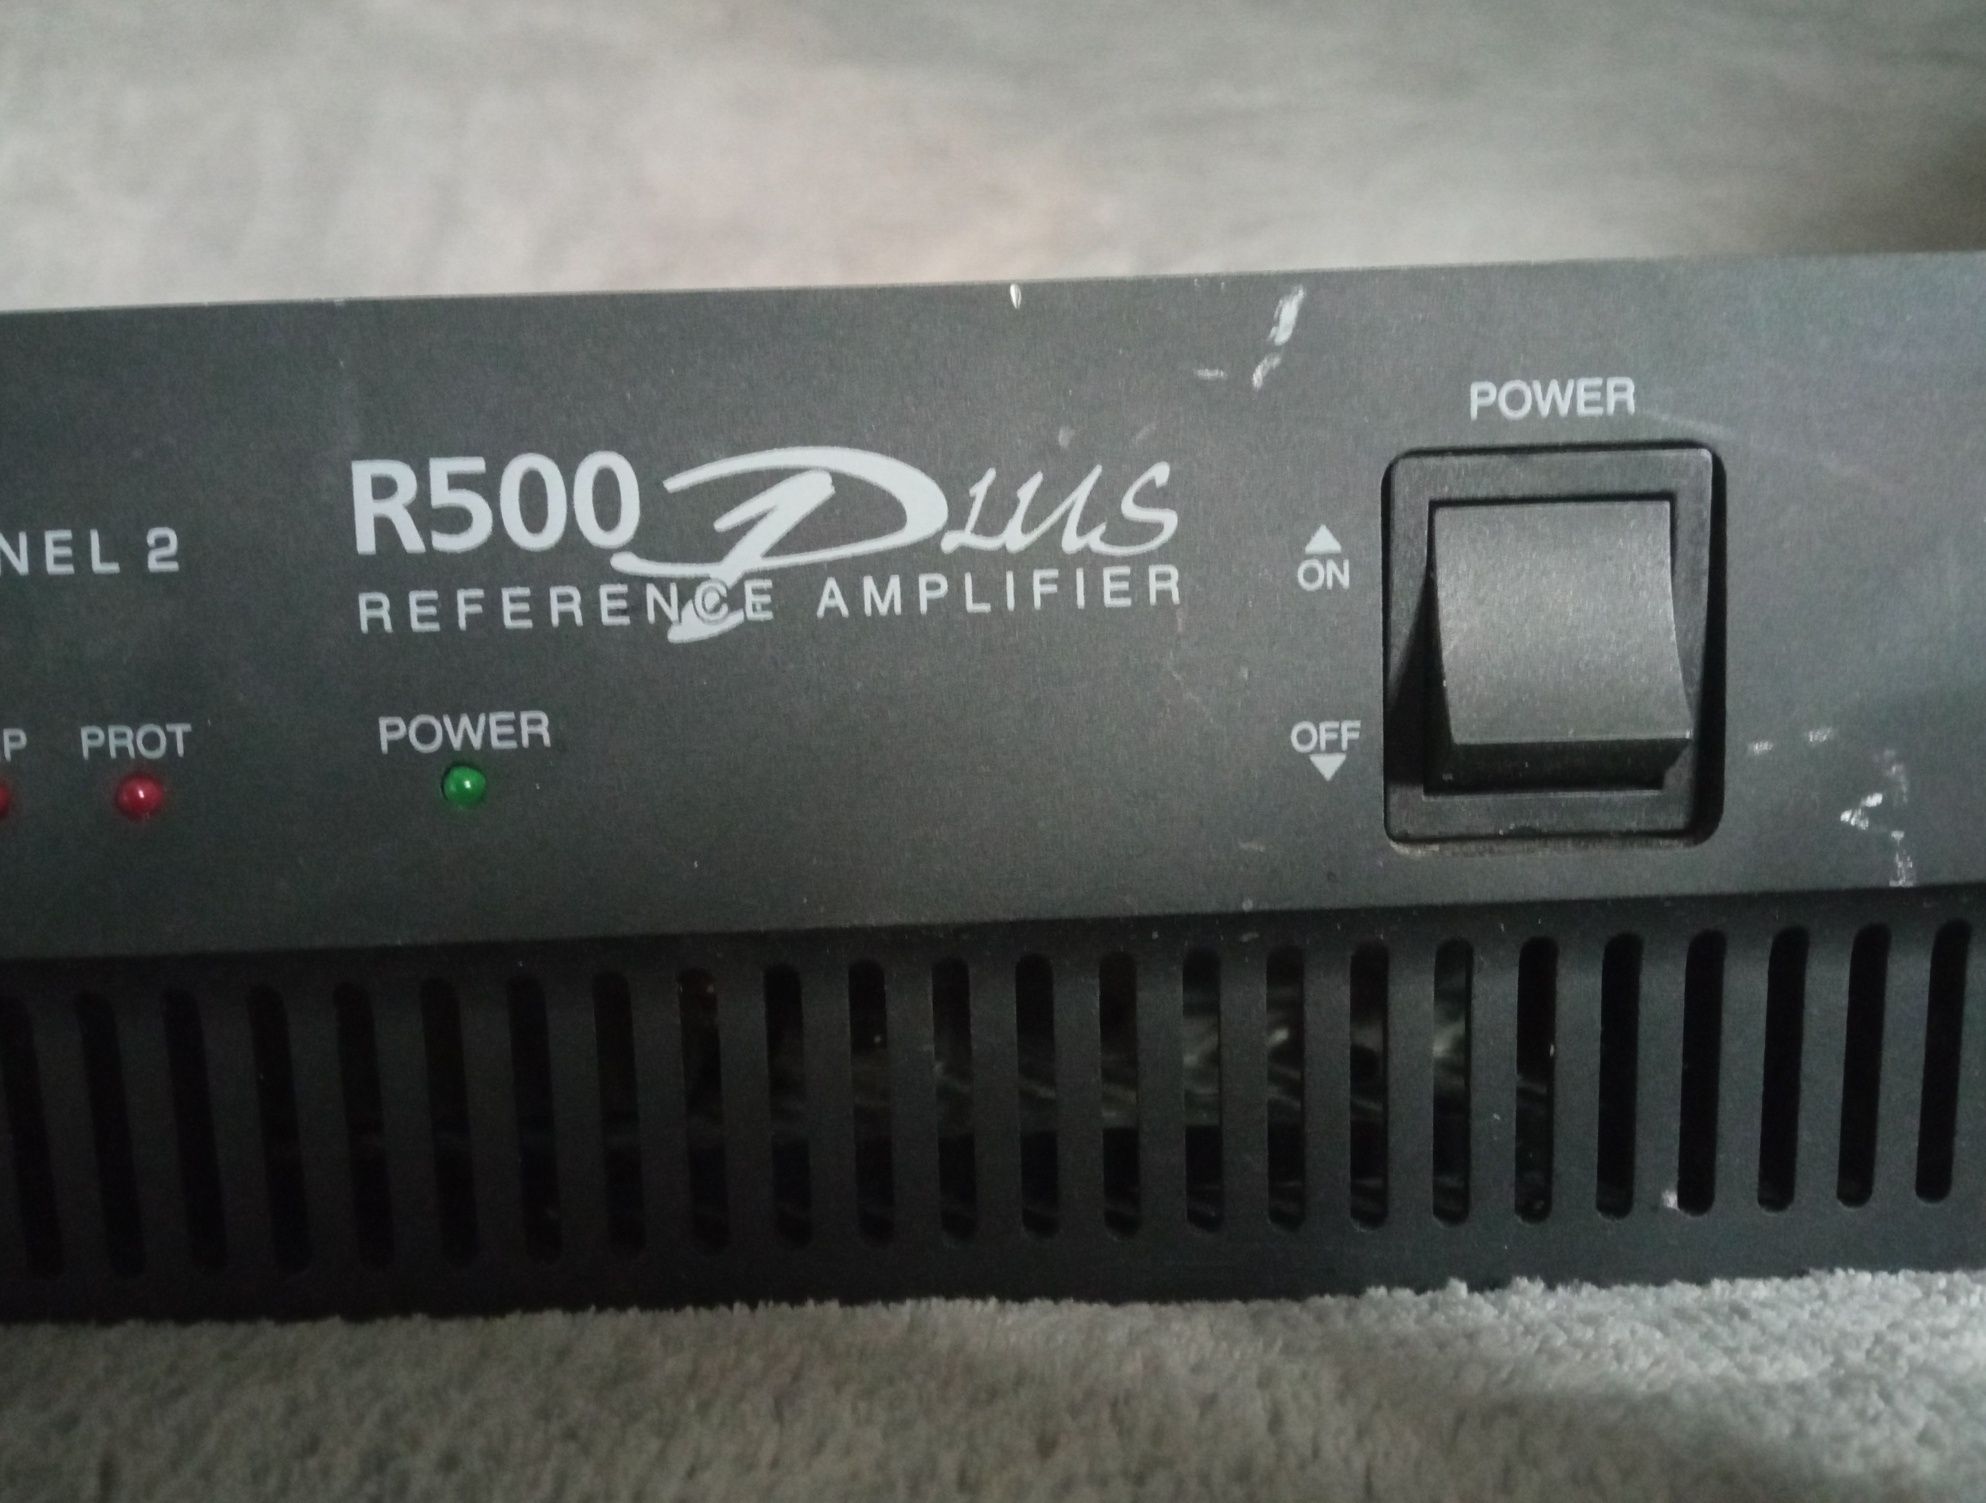 POWER
R500 PLUS
NEL 2
REFERENCE AMPLIFIER
ON
P
PROT
POWER
OFF